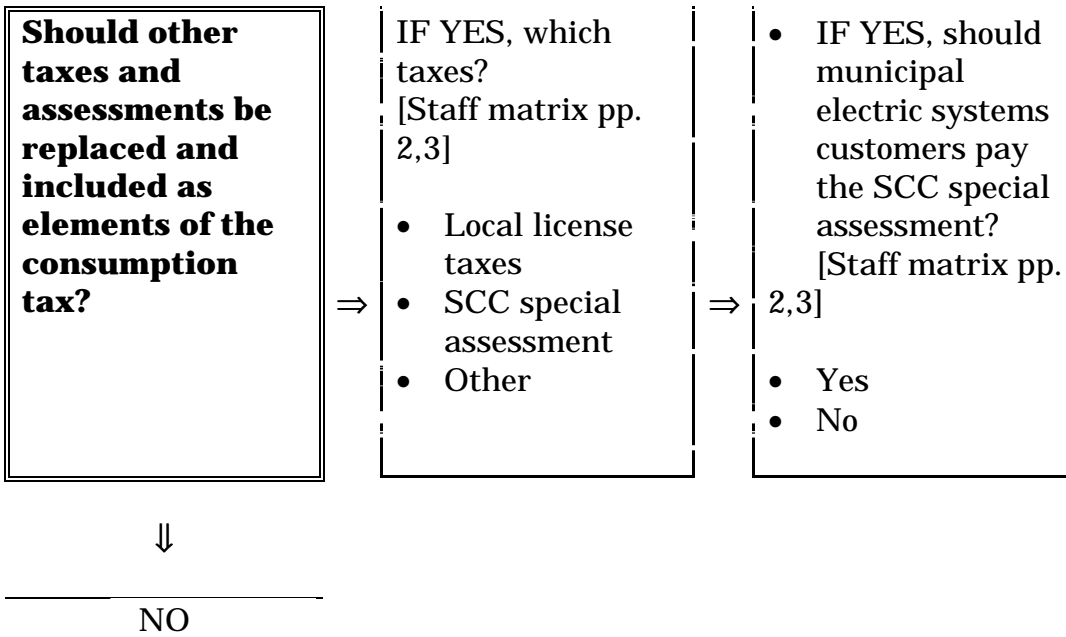 Should other
taxes and
assessments be
replaced and
included as
elements of the
consumption
tax?
⇒
IF YES, which
taxes?
[Staff matrix pp.
2,3]
• Local license
taxes
• SCC special
assessment
• Other
⇒
• IF YES, should
municipal
electric systems
customers pay
the SCC special
assessment?
[Staff matrix pp.
2,3]
• Yes
• No
⇓
NO